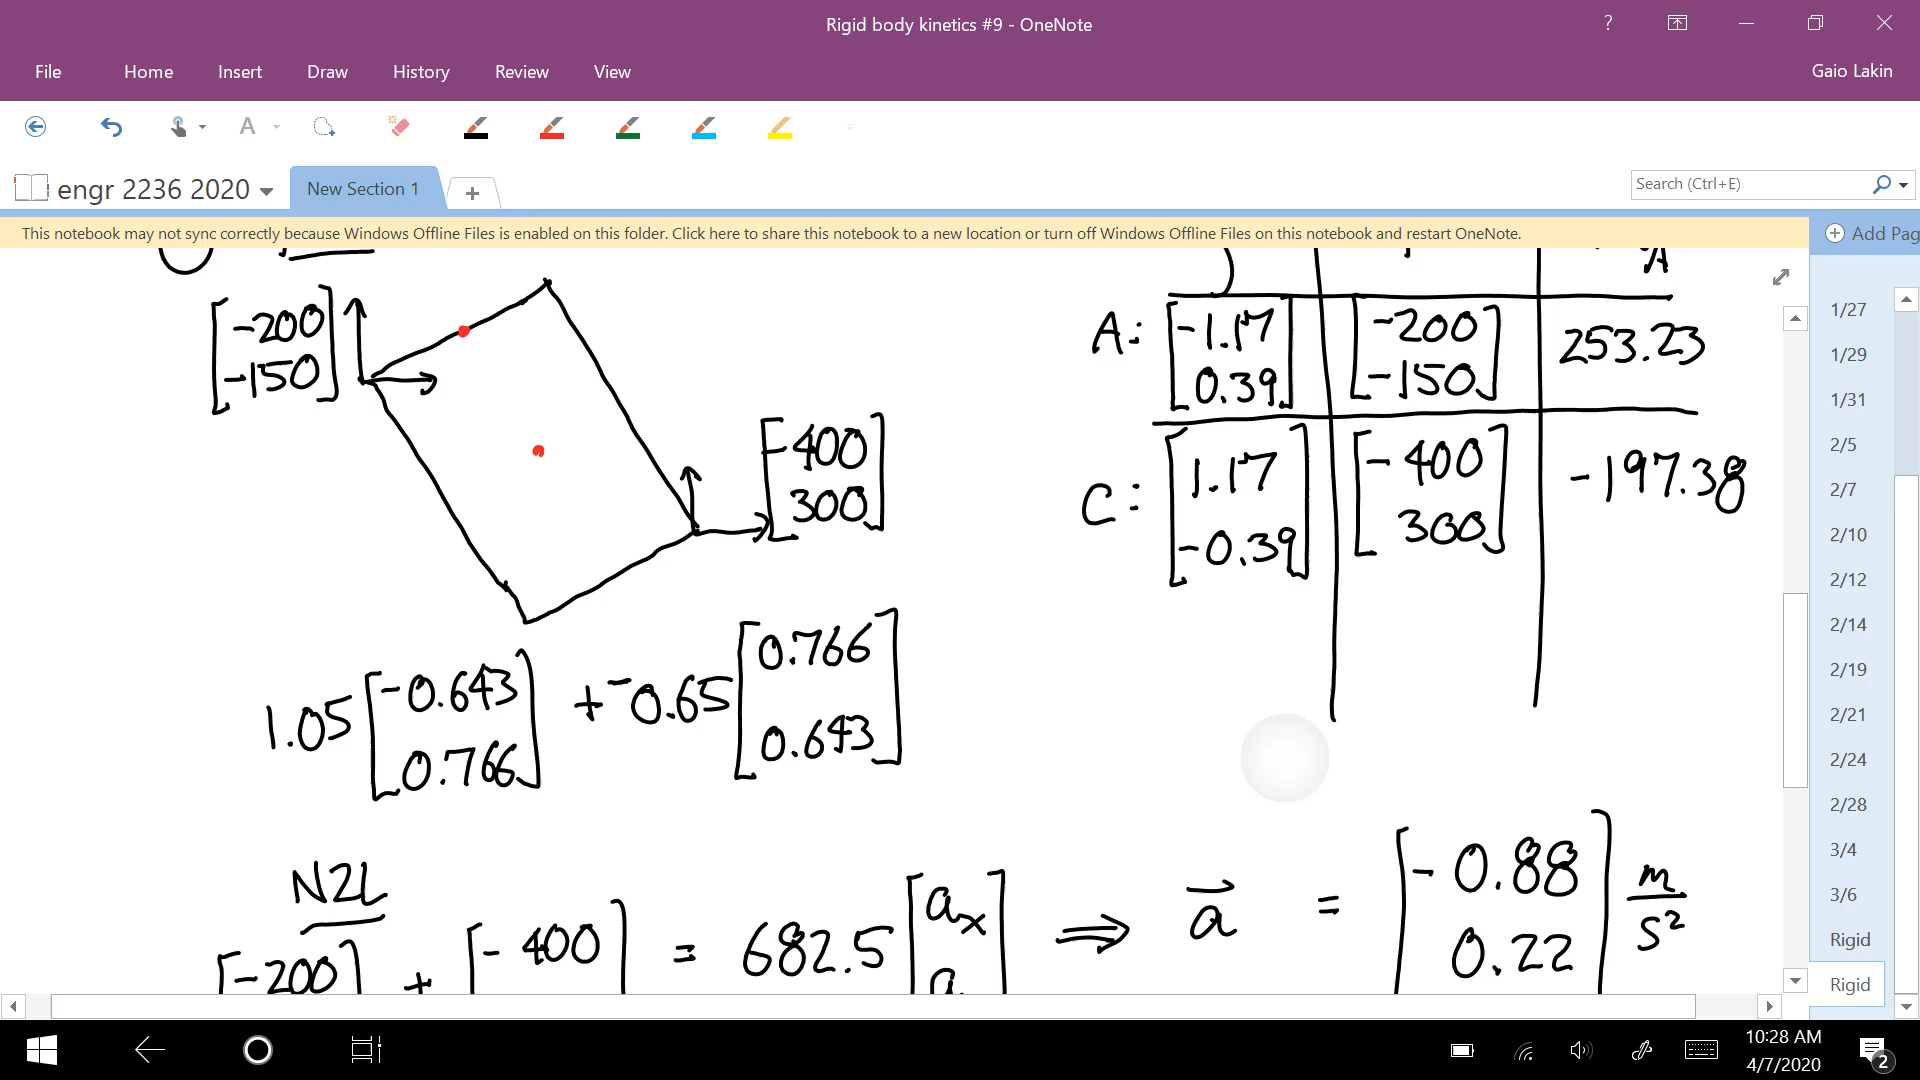 Rigid body kinetics #9 - OneNote
?
File Home Insert Draw History Review View
Gaio Lakin
A
engr 2236 2020
New Section 1
+
Search (Ctrl+E)
This notebook may not sync correctly because Windows Offline Files is enabled on this folder. Click here to share this notebook to a new location or turn off Windows Offline Files on this notebook and restart OneNote.
Add Pag
[-200
-150]
[-400
300]
A: [-1.17
0.39] [-200
-150] 253.23
C: [1.17
-0.39] [-400
300] -197.38
1.05 [-0.643
0.766] + -0.65 [0.766
0.643]
N2L
[-200] + [-400] = 682.5 [ax
a
⇒ a = [-0.88
0.22] m
s2
1/27
1/29
1/31
2/5
2/7
2/10
2/12
2/14
2/19
2/21
2/24
2/28
3/4
3/6
Rigid
Rigid
10:28 AM
4/7/2020
2